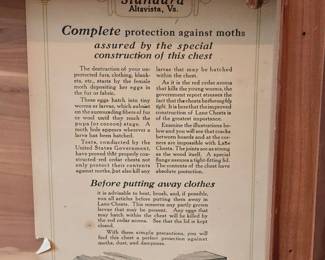 Standard
Altavista, Va.
Complete protection against moths
assured by the special
construction of this chest
The destruction of your un-
protected furs, clothing, blank-
ets, etc., starts by the female
moth depositing her eggs in
the fur or fabric.
These eggs hatch into tiny
worms or larvae, which subsist
on the surrounding fibers of fur
or wool until they reach the
pupa (or cocoon) stage. A
moth hole appears wherever a
larva has been hatched.
Tests, conducted by the
United States Government,
have proved that properly con-
structed red cedar chests not
only protect their contents
against moths, but also kill any
larvae that may be hatched
within the chest.
As it is the red cedar aroma that
kills the young worms, the
government report stresses the
fact that the chests be thoroughly
tight. It is here that the improved
construction of Lane Chests is
of the greatest importance.
Examine the illustrations be-
low and you will see that cracks
between boards and at the corn-
ers are impossible with Lane
Chests. The joints are as strong
as the wood itself. A special
flange assures a tight-fitting lid.
The contents of the chest have
absolute protection.
Before putting away clothes
it is advisable to beat, brush, and, if possible,
sun all articles before putting them away in
Lane Chests. This removes any partly grown
larvae that may be present. Any eggs that
may hatch within the chest will be killed by
the red cedar aroma. See that lid is kept
closed.
With these simple precautions, you will
find this chest a perfect protection against
moths, dust, and dampness.